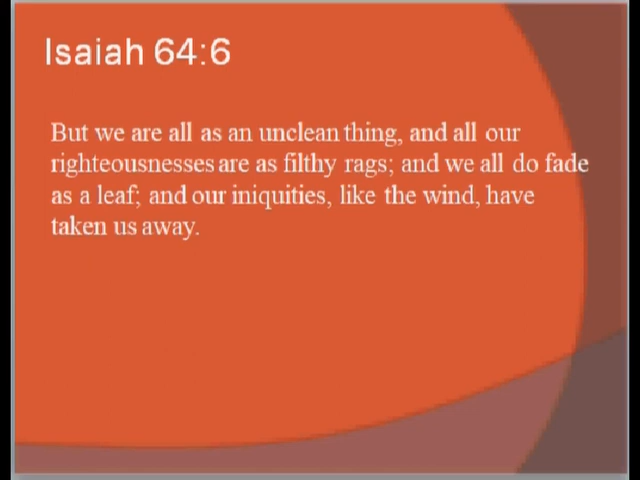 Isaiah 64:6
But we are all as an unclean thing, and all our
righteousnesses are as filthy rags; and we all do fade
as a leaf; and our iniquities, like the wind, have
taken us away.